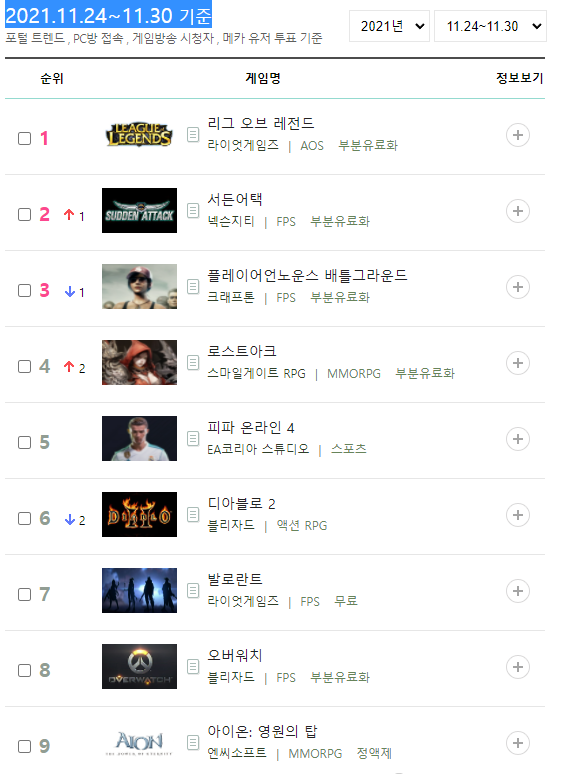 2021.11.24~11.30 기준
포털 트렌드 , PC방 접속 , 게임방송 시청자 , 메카 유저 투표 기준
2021년 11.24~11.30
순위 게임명 정보보기
1 LEAGUE OF LEGENDS 리그 오브 레전드
라이엇게임즈 | AOS 부분유료화
2 1 SUDDEN ATTACK 서든어택
넥슨지티 | FPS 부분유료화
3 1 플레이어언노운스 배틀그라운드
크래프톤 | FPS 부분유료화
4 2 로스트아크
스마일게이트 RPG | MMORPG 부분유료화
5 피파 온라인 4
EA코리아 스튜디오 | 스포츠
6 2 DIABLO II 디아블로 2
블리자드 | 액션 RPG
7 발로란트
라이엇게임즈 | FPS 무료
8 OVERWATCH 오버워치
블리자드 | FPS 부분유료화
9 AION 아이온: 영원의 탑
THE TOWER OF ETERNITY
엔씨소프트 | MMORPG 정액제